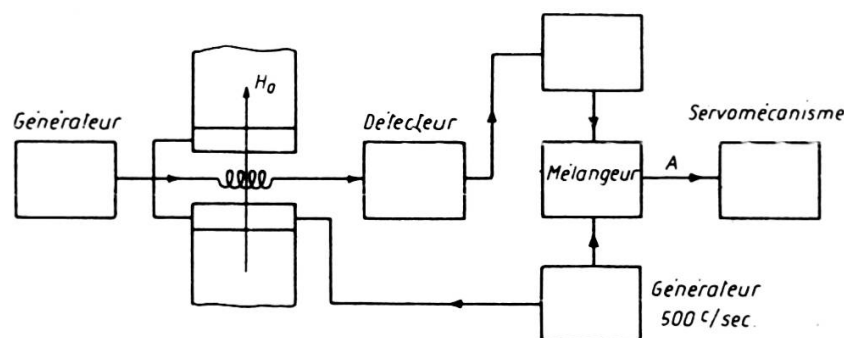 H₀
Générateur
Détecteur
Servomécanisme
Mélangeur
A
Générateur
500 c/sec.